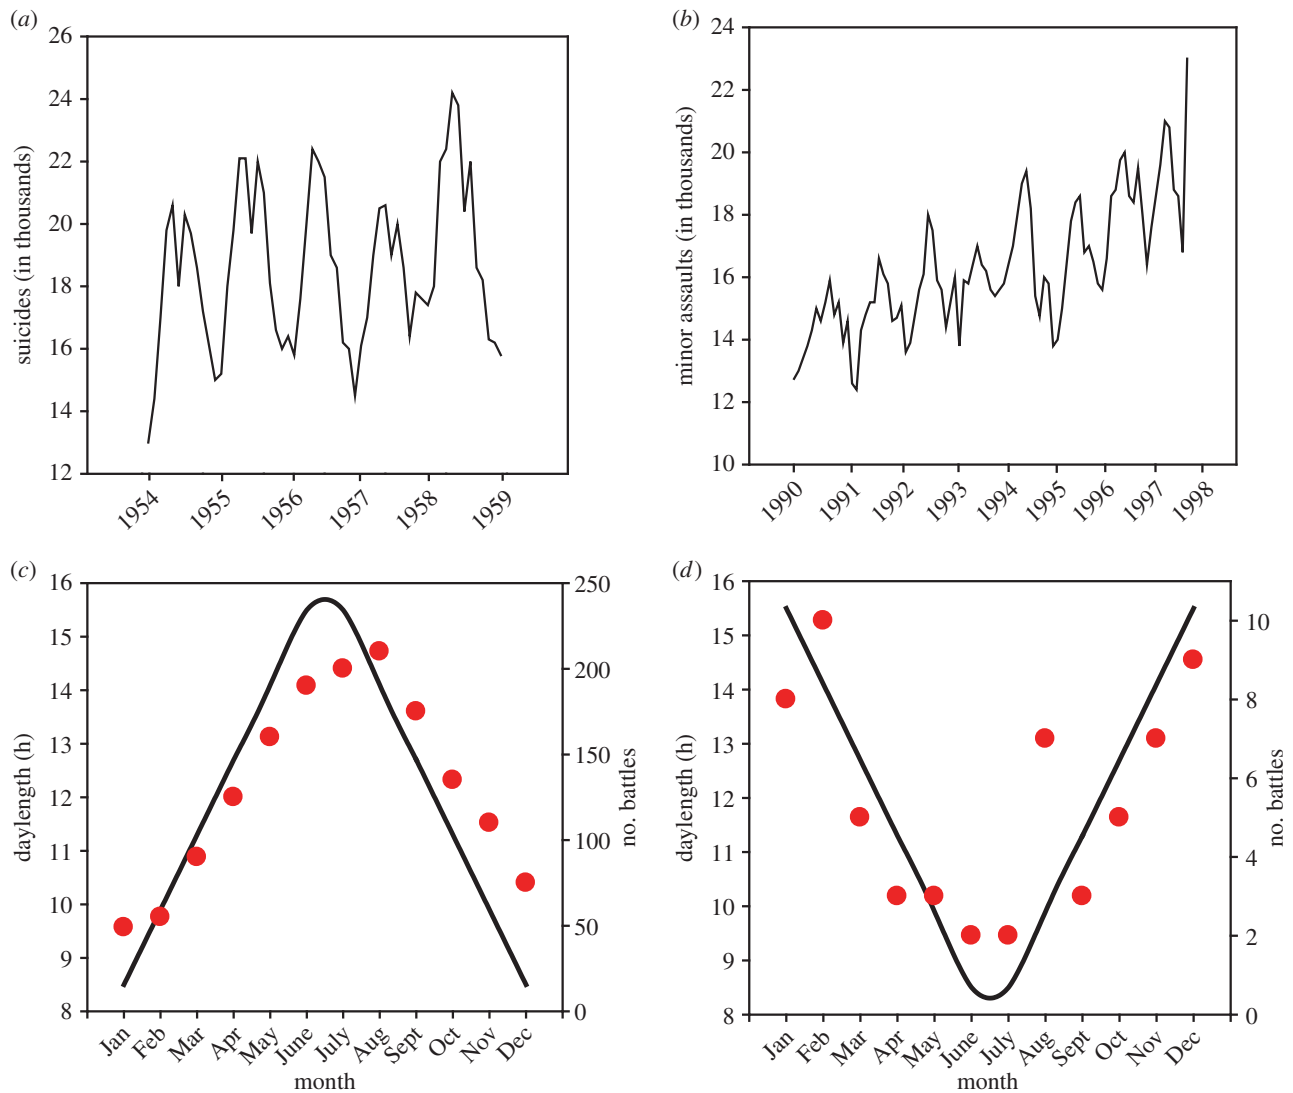 (a)
suicides (in thousands)
26
24
22
20
18
16
14
12
1954
1955
1956
1957
1958
1959
(b)
minor assaults (in thousands)
24
22
20
18
16
14
12
10
1990
1991
1992
1993
1994
1995
1996
1997
1998
(c)
daylength (h)
16
15
14
13
12
11
10
9
8
250
200
150
100
50
0
no. battles
Jan
Feb
Mar
Apr
May
June
July
Aug
Sept
Oct
Nov
Dec
month
(d)
daylength (h)
16
15
14
13
12
11
10
9
8
10
8
6
4
2
0
no. battles
Jan
Feb
Mar
Apr
May
June
July
Aug
Sept
Oct
Nov
Dec
month